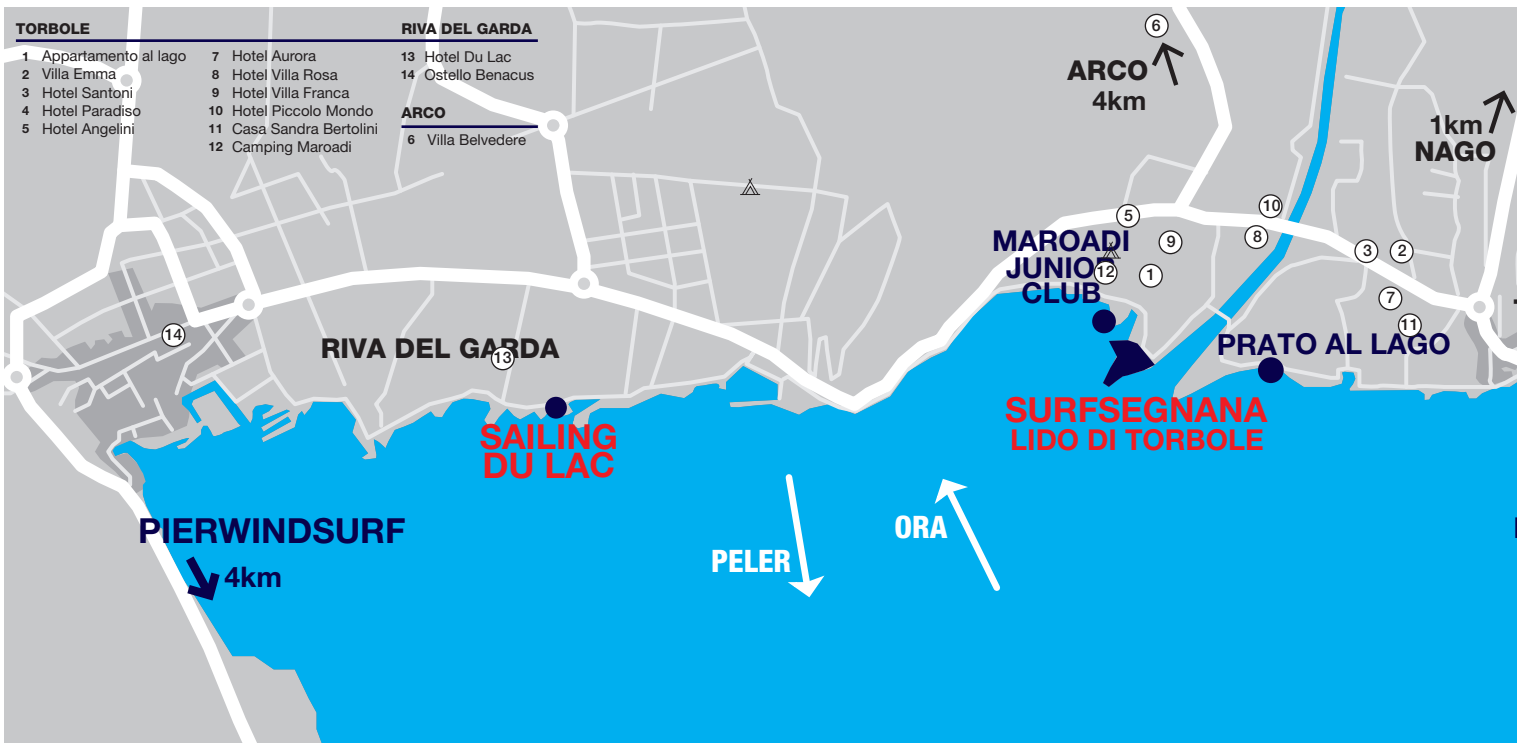 TORBOLE
1 Appartamento al lago
2 Villa Emma
3 Hotel Santoni
4 Hotel Paradiso
5 Hotel Angelini
7 Hotel Aurora
8 Hotel Villa Rosa
9 Hotel Villa Franca
10 Hotel Piccolo Mondo
11 Casa Sandra Bertolini
12 Camping Maroadi
RIVA DEL GARDA
13 Hotel Du Lac
14 Ostello Benacus
ARCO
6 Villa Belvedere
6
ARCO
4km
1km
NAGO
5
10
8
9
3
2
MAROADI
JUNIOR
CLUB
12
1
7
11
14
RIVA DEL GARDA
13
PRATO AL LAGO
SAILING
DU LAC
SURFSEGNANA
LIDO DI TORBOLE
PIERWINDSURF
4km
PELER
ORA